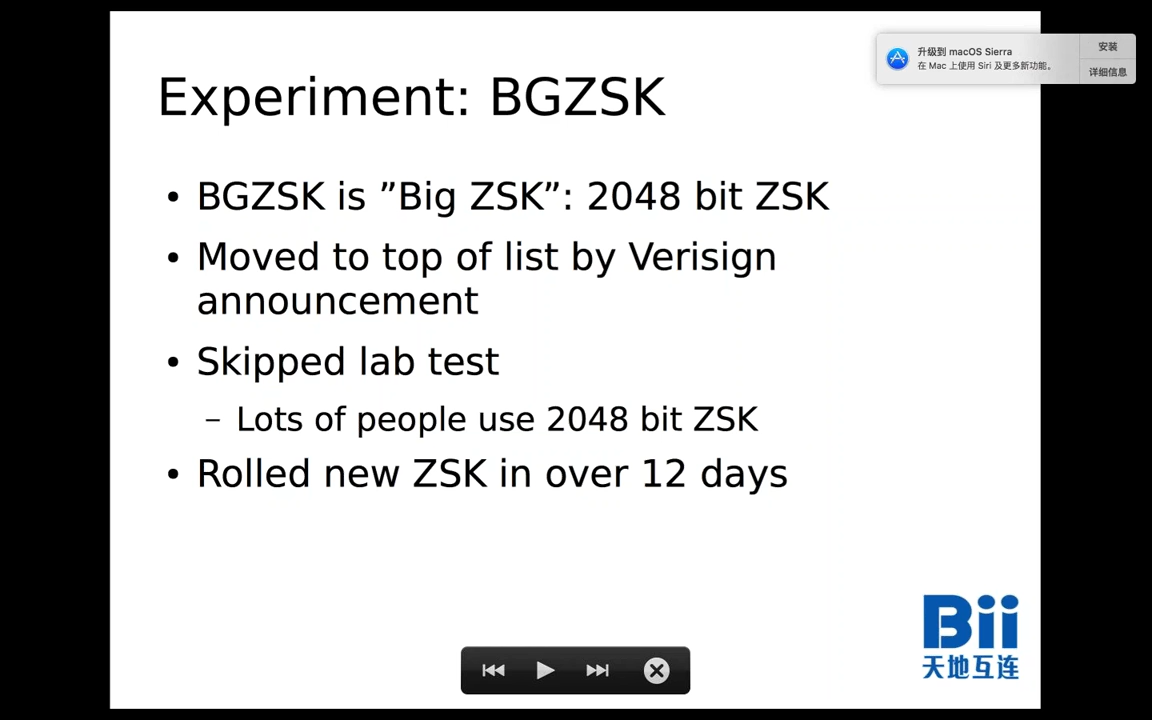 升级到 macOS Sierra
在 Mac 上使用 Siri 及更多新功能。
安装
详细信息
Experiment: BGZSK
• BGZSK is ”Big ZSK”: 2048 bit ZSK
• Moved to top of list by Verisign
announcement
• Skipped lab test
– Lots of people use 2048 bit ZSK
• Rolled new ZSK in over 12 days
Bii
天地互连